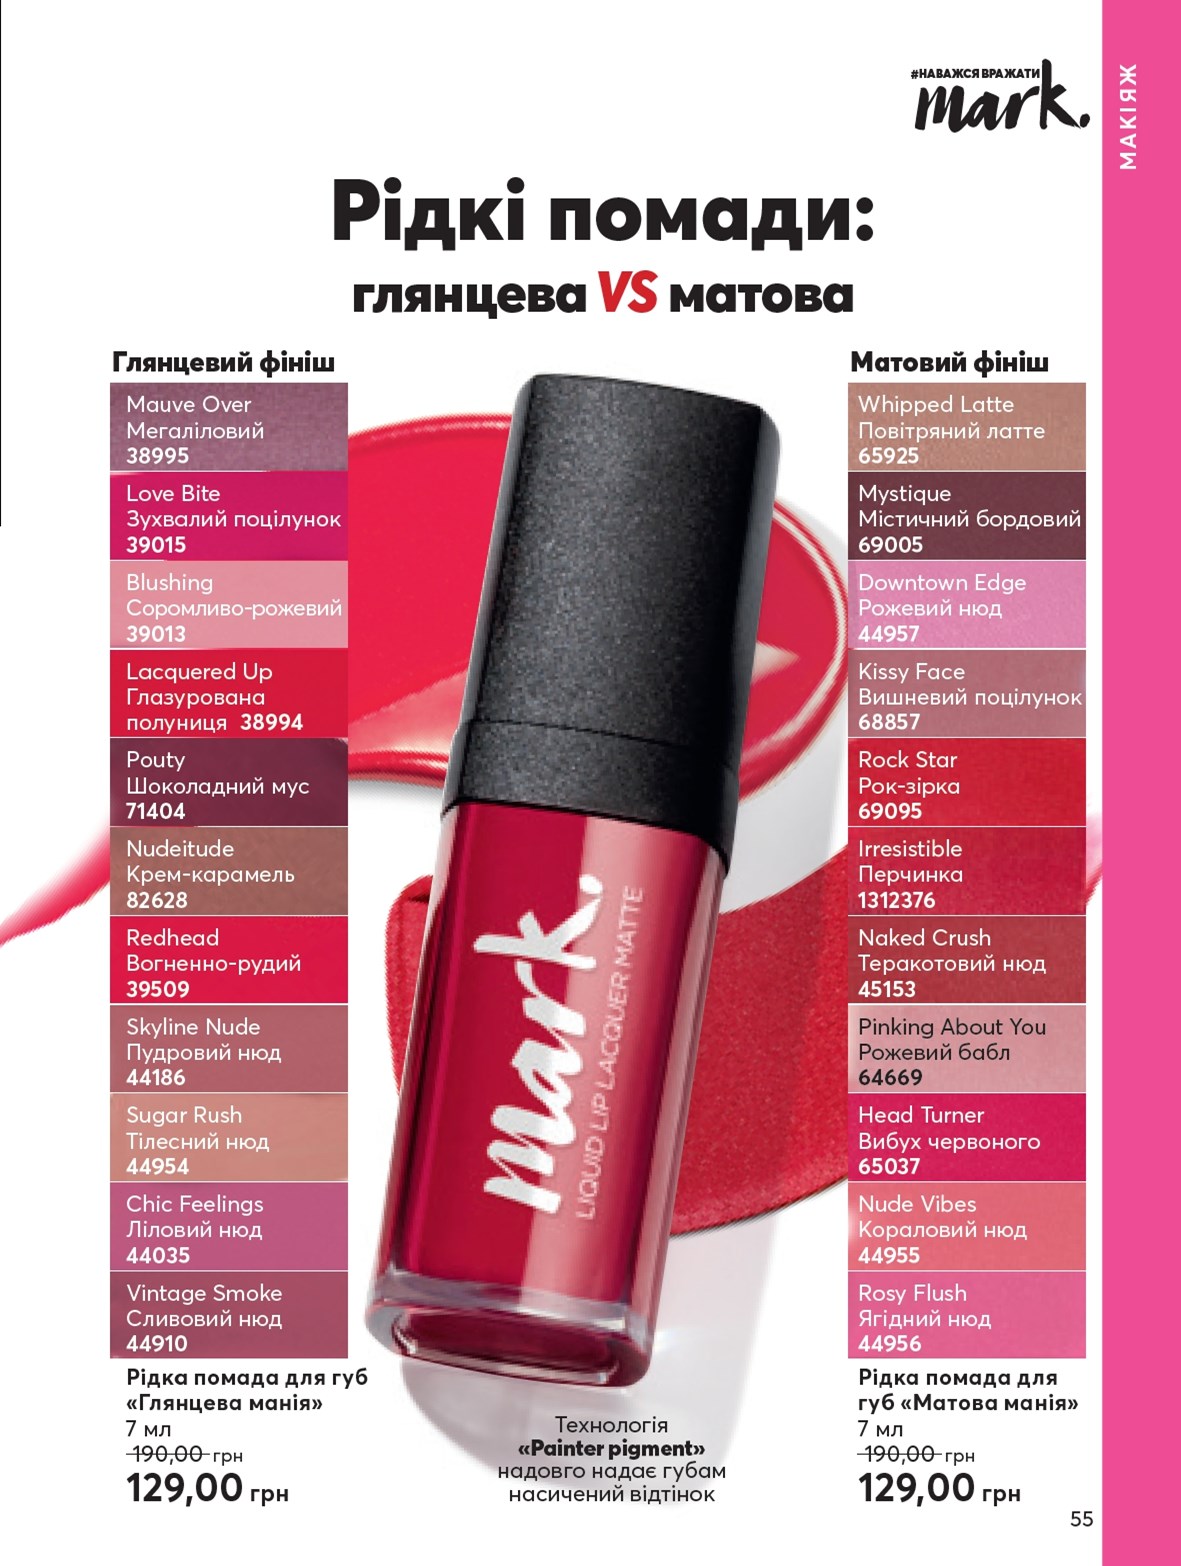 #НАВАЖСЯ ВРАЖАТИ
mark.
МАКІЯЖ
Рідкі помади:
глянцева VS матова
Глянцевий фініш
Mauve Over
Мегаліловий
38995
Love Bite
Зухвалий поцілунок
39015
Blushing
Соромливо-рожевий
39013
Lacquered Up
Глазурована
полуниця 38994
Pouty
Шоколадний мус
71404
Nudeitude
Крем-карамель
82628
Redhead
Вогненно-рудий
39509
Skyline Nude
Пудровий нюд
44186
Sugar Rush
Тілесний нюд
44954
Chic Feelings
Ліловий нюд
44035
Vintage Smoke
Сливовий нюд
44910
Рідка помада для губ
«Глянцева манія»
7 мл
190,00 грн
129,00 грн
mark.
LIQUID LIP LACQUER MATTE
Технологія
«Painter pigment»
надовго надає губам
насичений відтінок
Матовий фініш
Whipped Latte
Повітряний латте
65925
Mystique
Містичний бордовий
69005
Downtown Edge
Рожевий нюд
44957
Kissy Face
Вишневий поцілунок
68857
Rock Star
Рок-зірка
69095
Irresistible
Перчинка
1312376
Naked Crush
Теракотовий нюд
45153
Pinking About You
Рожевий бабл
64669
Head Turner
Вибух червоного
65037
Nude Vibes
Кораловий нюд
44955
Rosy Flush
Ягідний нюд
44956
Рідка помада для
губ «Матова манія»
7 мл
190,00 грн
129,00 грн
55